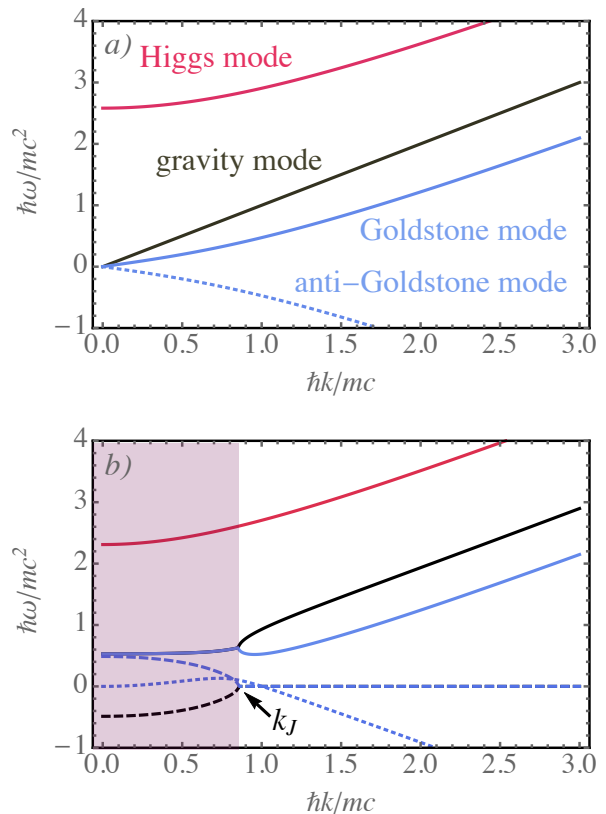 a)
Higgs mode
gravity mode
Goldstone mode
anti−Goldstone mode
4
3
2
1
0
−1
ħω/mc²
0.0 0.5 1.0 1.5 2.0 2.5 3.0
ħk/mc
b)
k_J
4
3
2
1
0
−1
ħω/mc²
0.0 0.5 1.0 1.5 2.0 2.5 3.0
ħk/mc